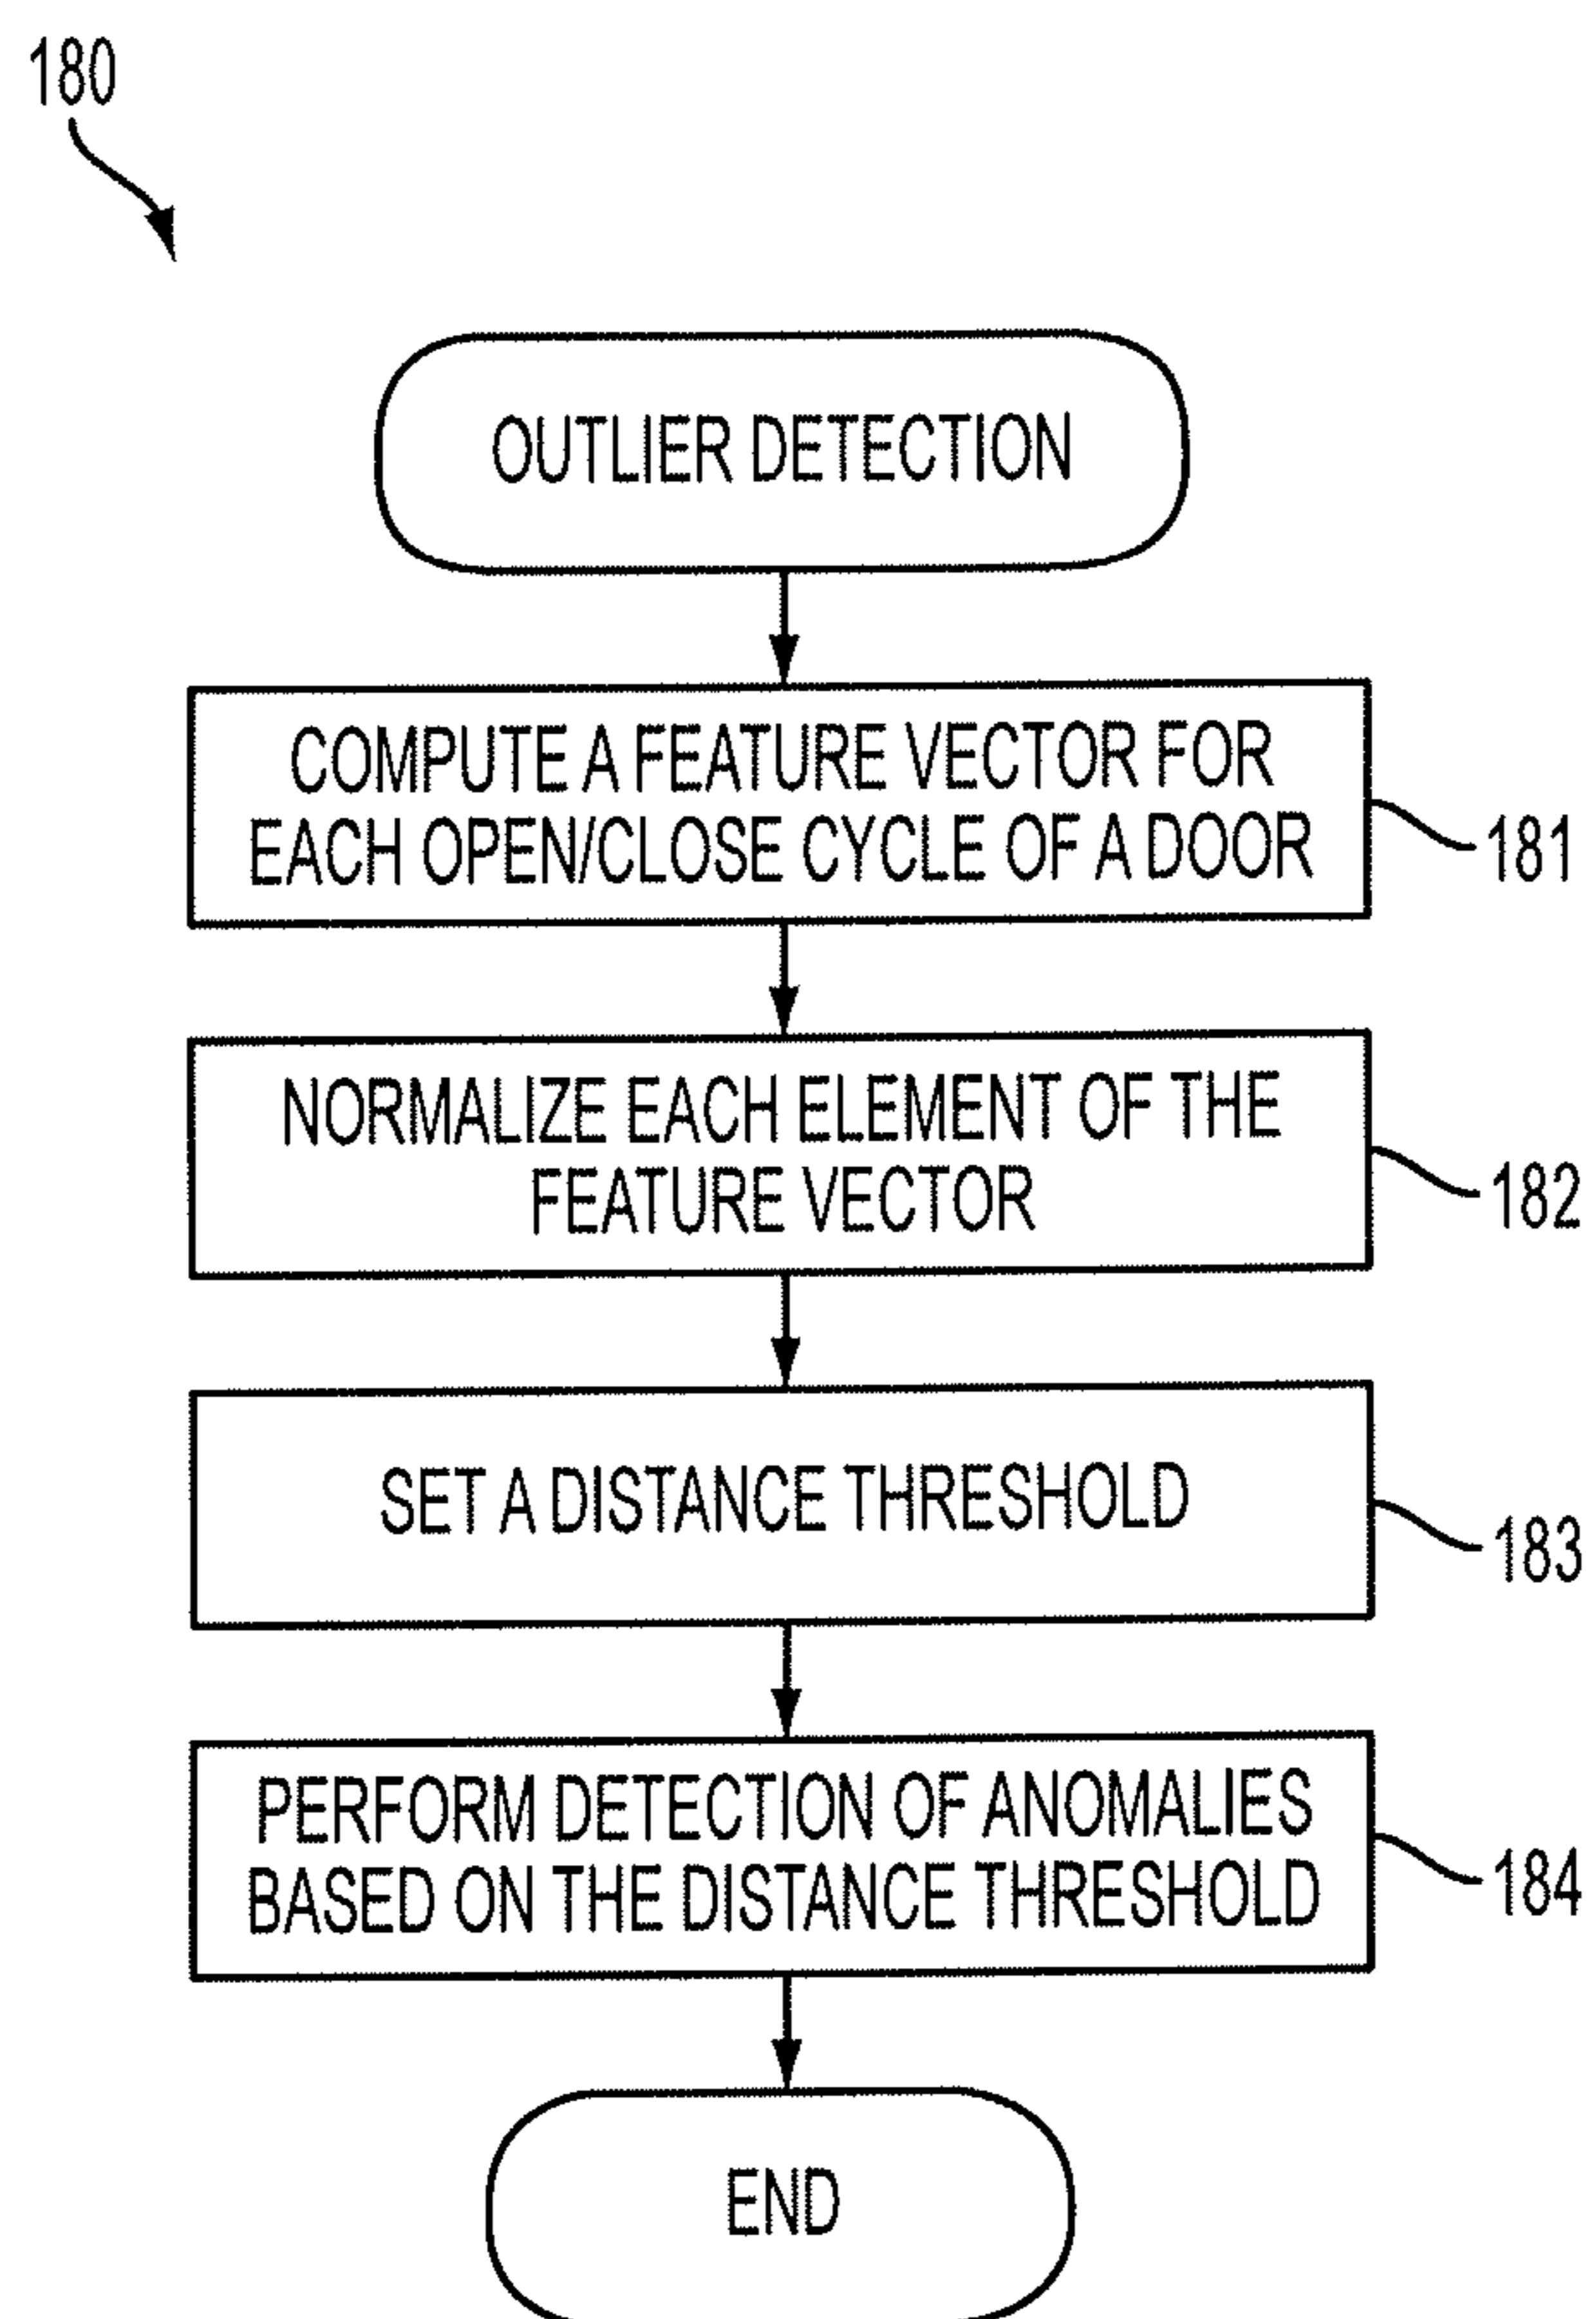 180
OUTLIER DETECTION
COMPUTE A FEATURE VECTOR FOR
EACH OPEN/CLOSE CYCLE OF A DOOR
181
NORMALIZE EACH ELEMENT OF THE
FEATURE VECTOR
182
SET A DISTANCE THRESHOLD
183
PERFORM DETECTION OF ANOMALIES
BASED ON THE DISTANCE THRESHOLD
184
END